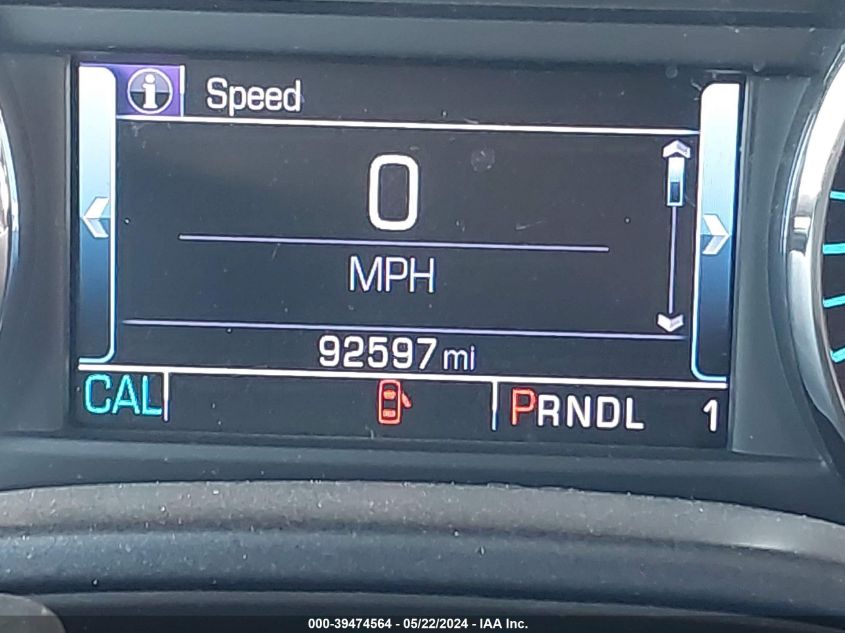 i Speed
0
MPH
92597 mi
CAL PRNDL 1
000-39474564 - 05/22/2024 - IAA Inc.